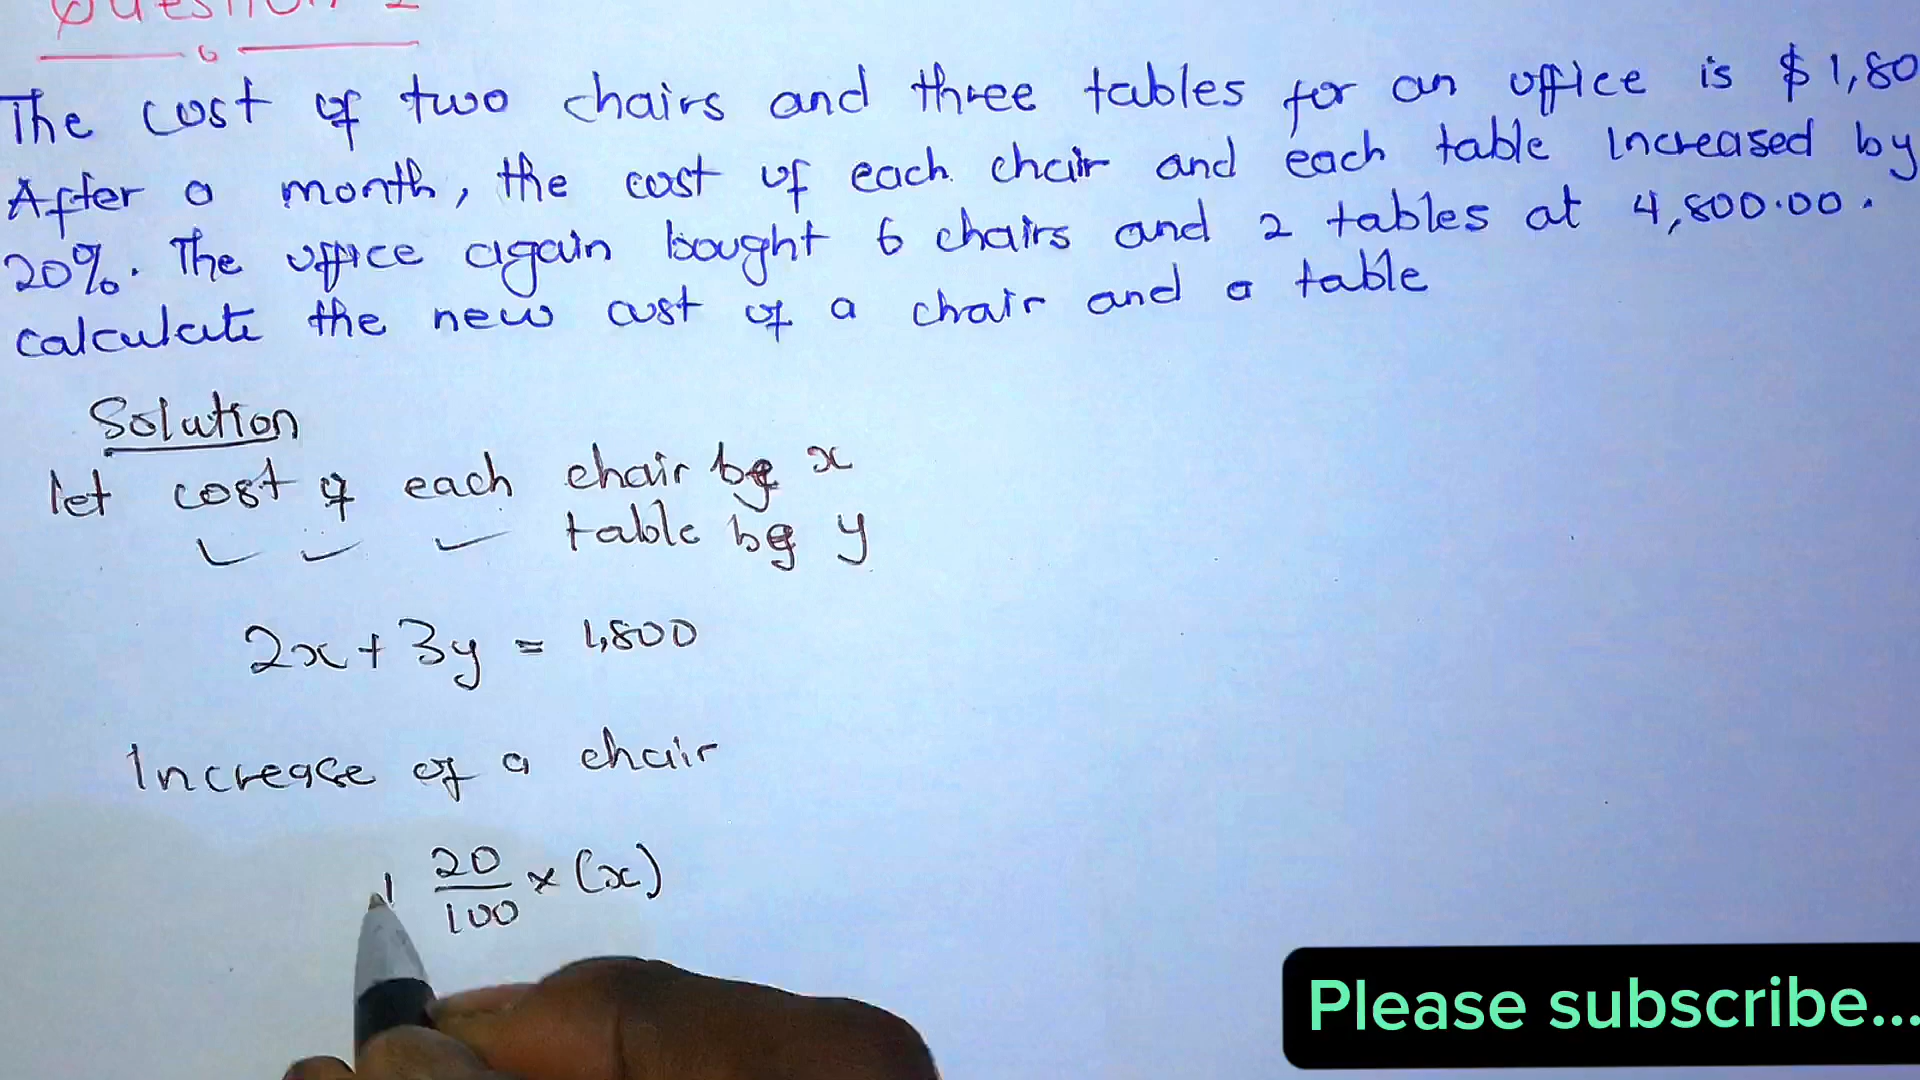 Question 2
The cost of two chairs and three tables for an office is $1,80
After a month, the cost of each chair and each table increased by
20%. The office again bought 6 chairs and 2 tables at 4,800.00.
calculate the new cost of a chair and a table
Solution
let cost of each chair be x
table be y
2x + 3y = 1,800
Increase of a chair
20/100 × (x)
Please subscribe...